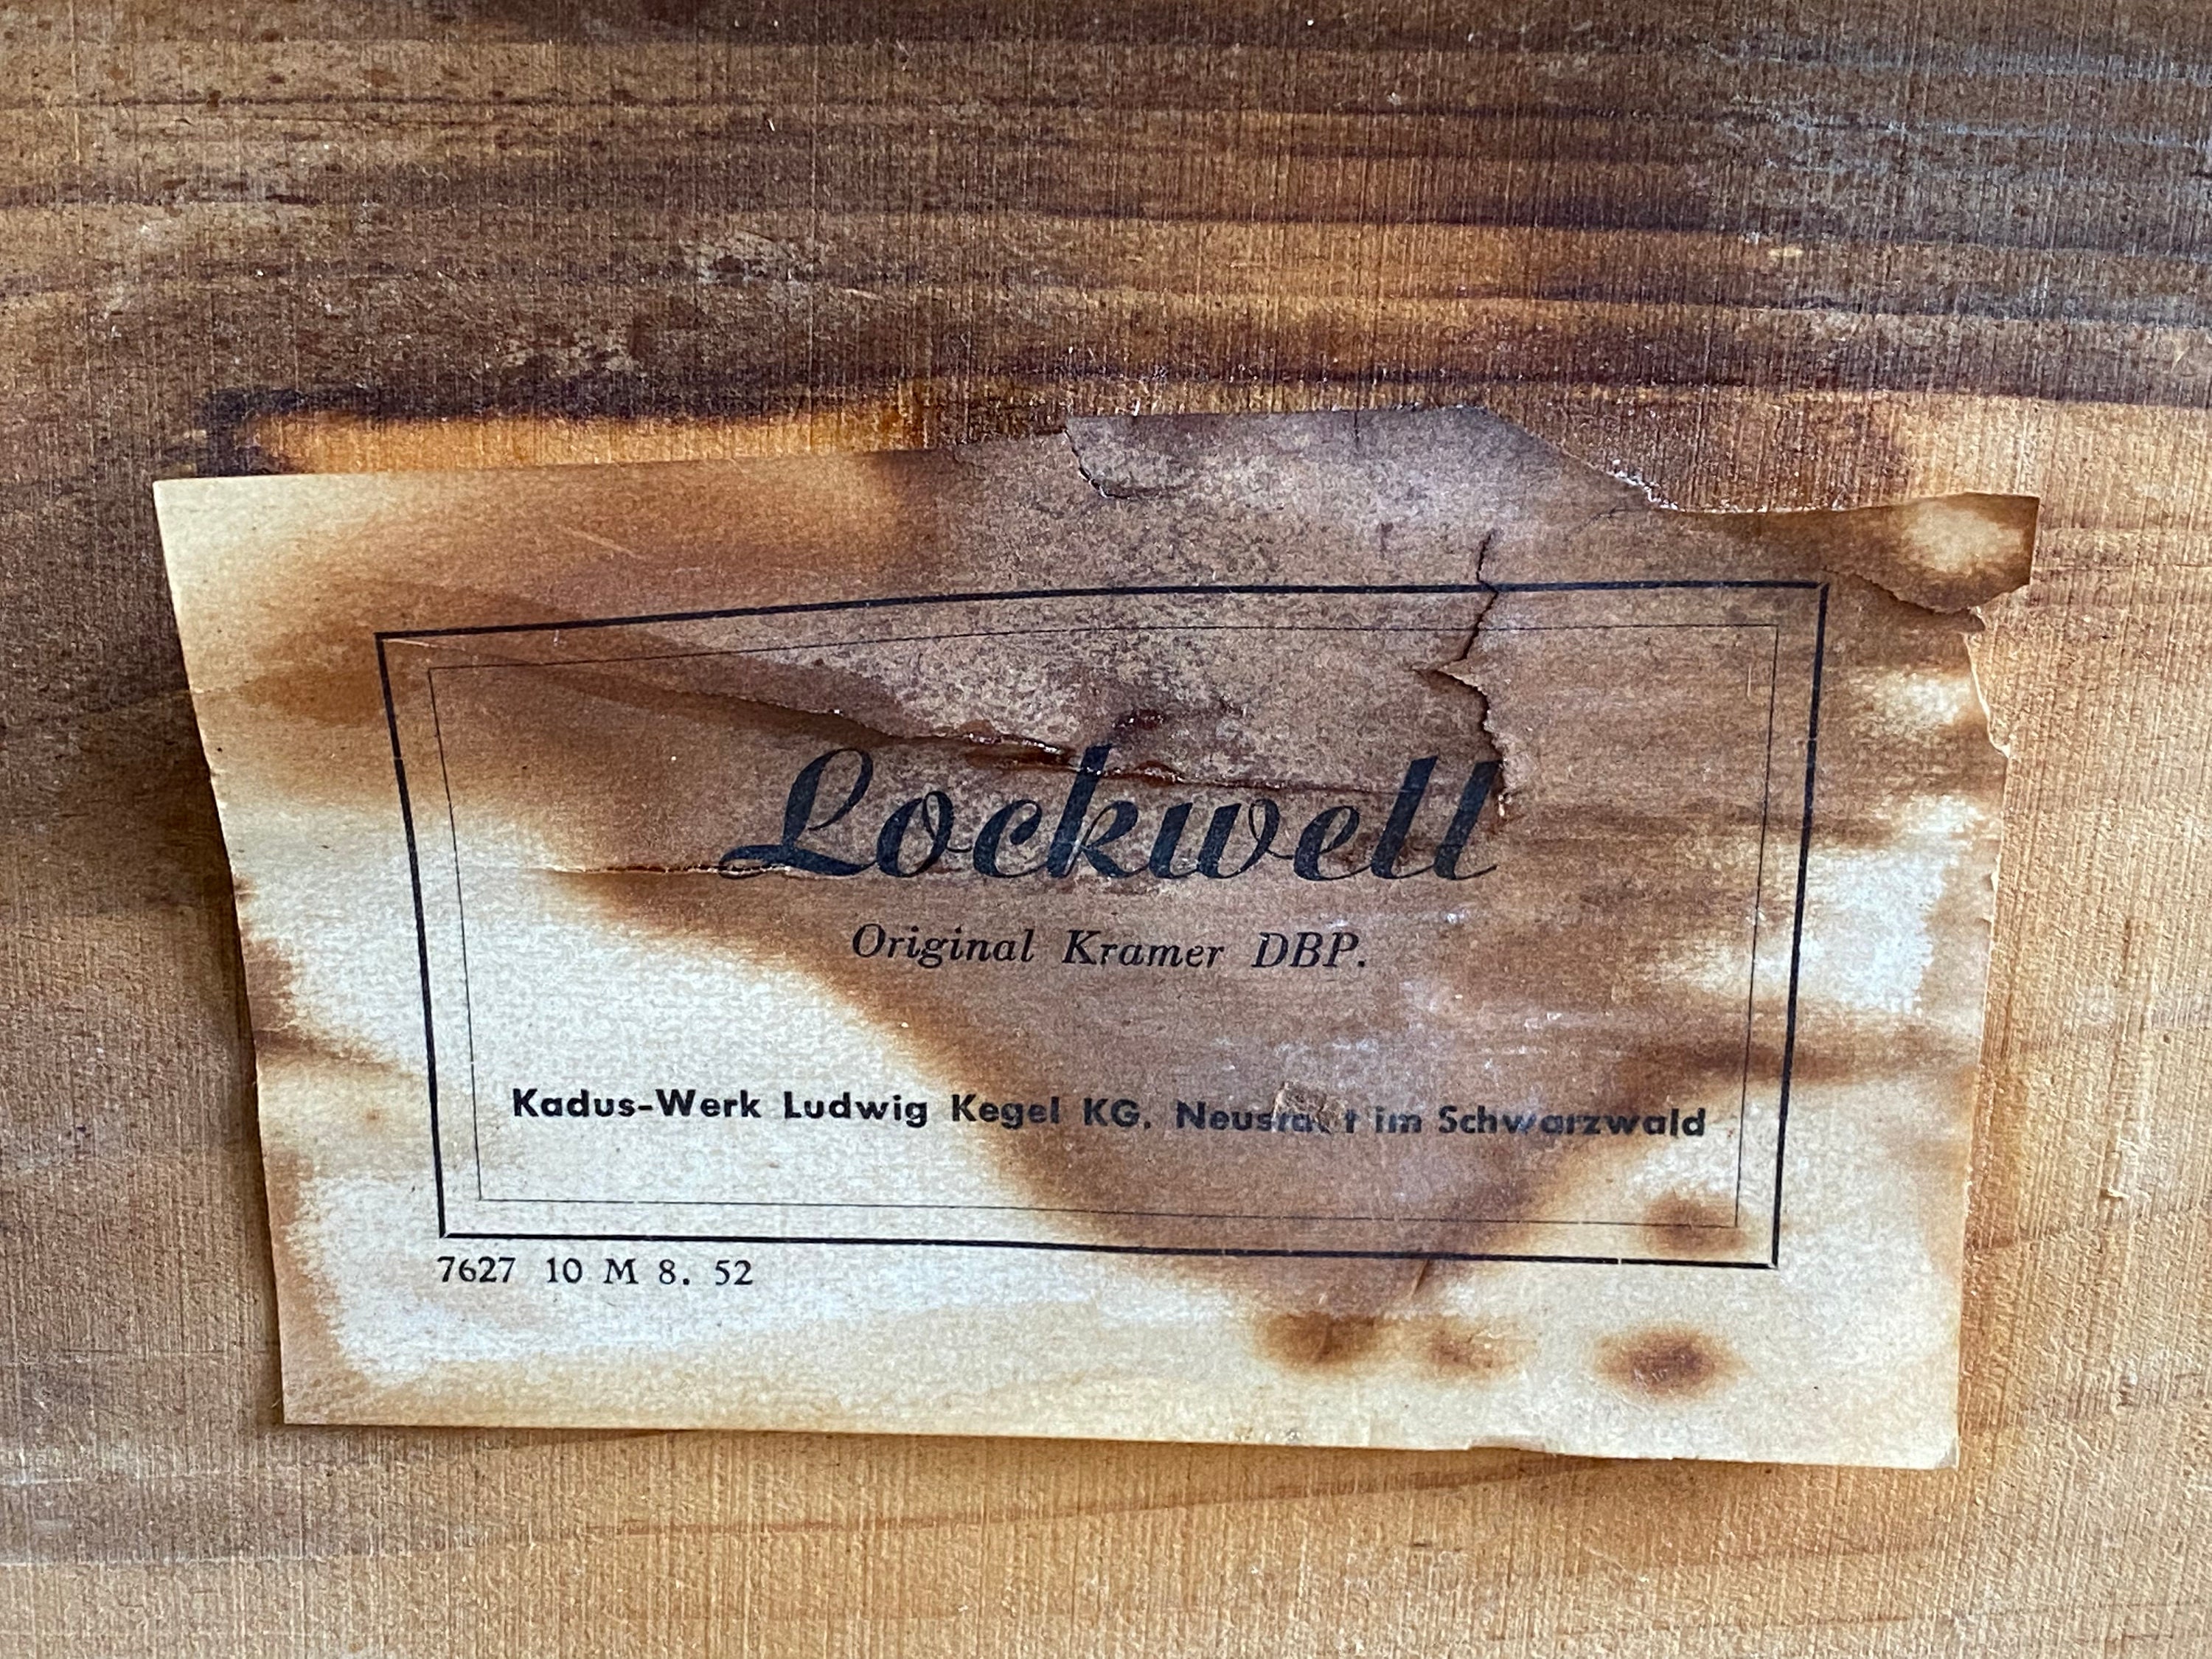 Lockwell
Original Kramer DBP.
Kadus-Werk Ludwig Kegel KG. Neustadt im Schwarzwald
7627 10 M 8. 52